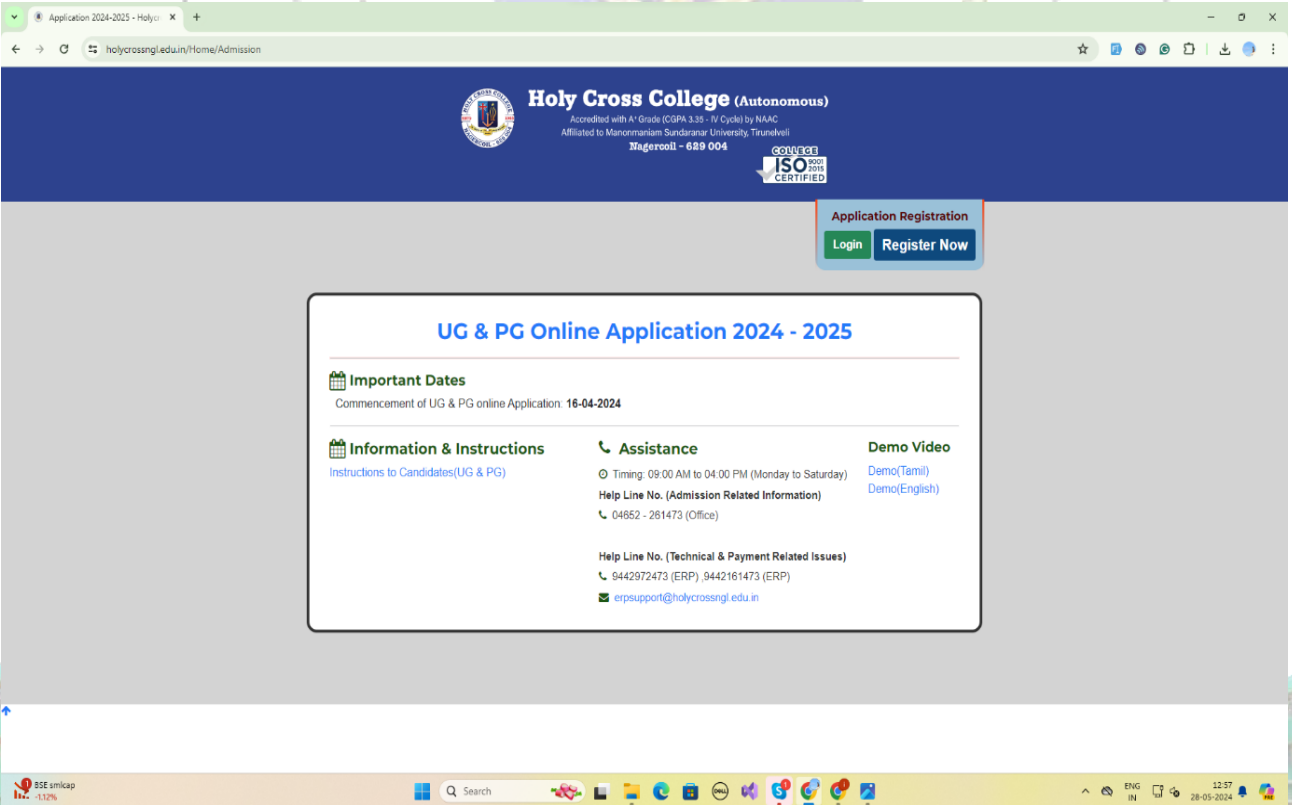 Application 2024-2025 - Holycr
holycrossngl.edu.in/Home/Admission
Holy Cross College (Autonomous)
Accredited with A+ Grade (CGPA 3.35 - IV Cycle) by NAAC
Affiliated to Manonmaniam Sundaranar University, Tirunelveli
Nagercoil - 629 004
COLLEGE
ISO 9001 2015
CERTIFIED
Application Registration
Login Register Now
UG & PG Online Application 2024 - 2025
Important Dates
Commencement of UG & PG online Application: 16-04-2024
Information & Instructions
Instructions to Candidates(UG & PG)
Assistance
Timing: 09:00 AM to 04:00 PM (Monday to Saturday)
Help Line No. (Admission Related Information)
04652 - 261473 (Office)
Help Line No. (Technical & Payment Related Issues)
9442972473 (ERP) ,9442161473 (ERP)
erpsupport@holycrossngl.edu.in
Demo Video
Demo(Tamil)
Demo(English)
1
BSE smlcap
-1.12%
Search
DELL
ENG
IN
12:57
28-05-2024